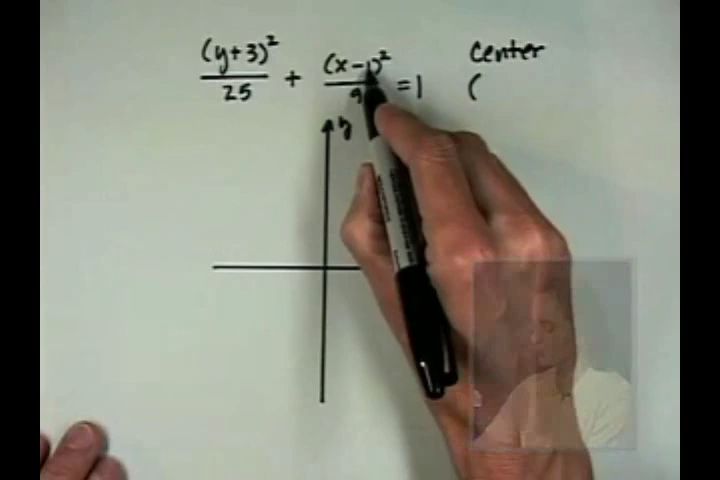 (y+3)² / 25 + (x-1)² / 9 = 1
center
(
y